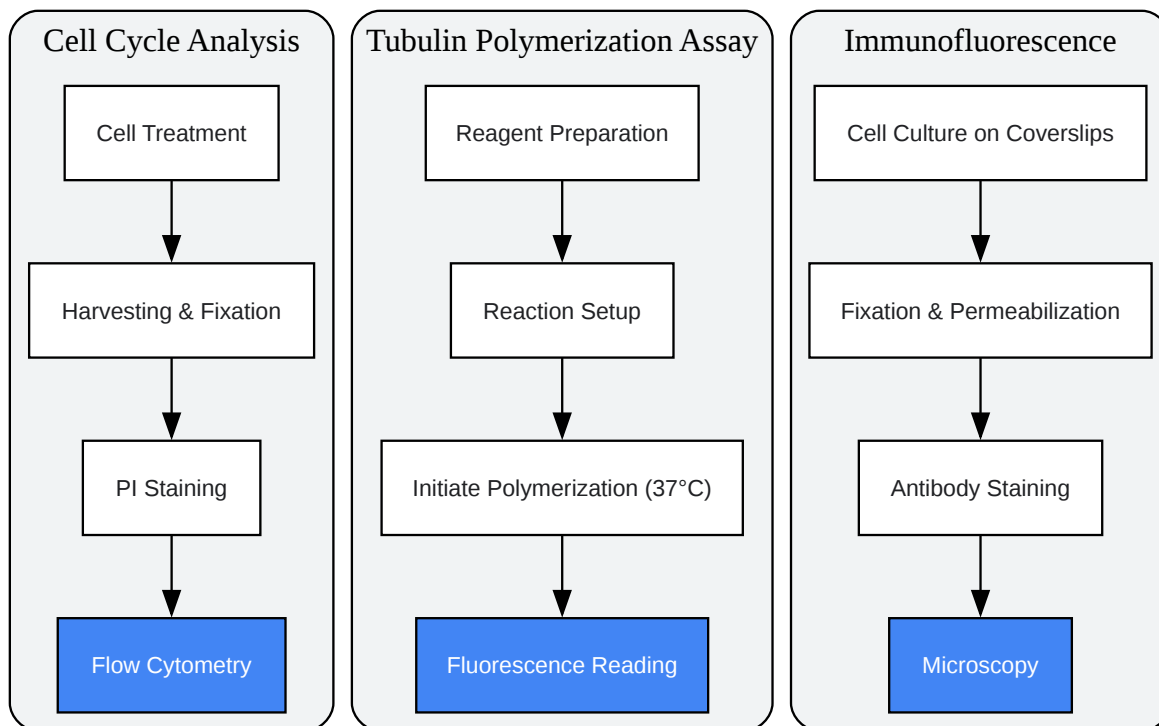 Cell Cycle Analysis
Cell Treatment
Harvesting & Fixation
PI Staining
Flow Cytometry
Tubulin Polymerization Assay
Reagent Preparation
Reaction Setup
Initiate Polymerization (37°C)
Fluorescence Reading
Immunofluorescence
Cell Culture on Coverslips
Fixation & Permeabilization
Antibody Staining
Microscopy